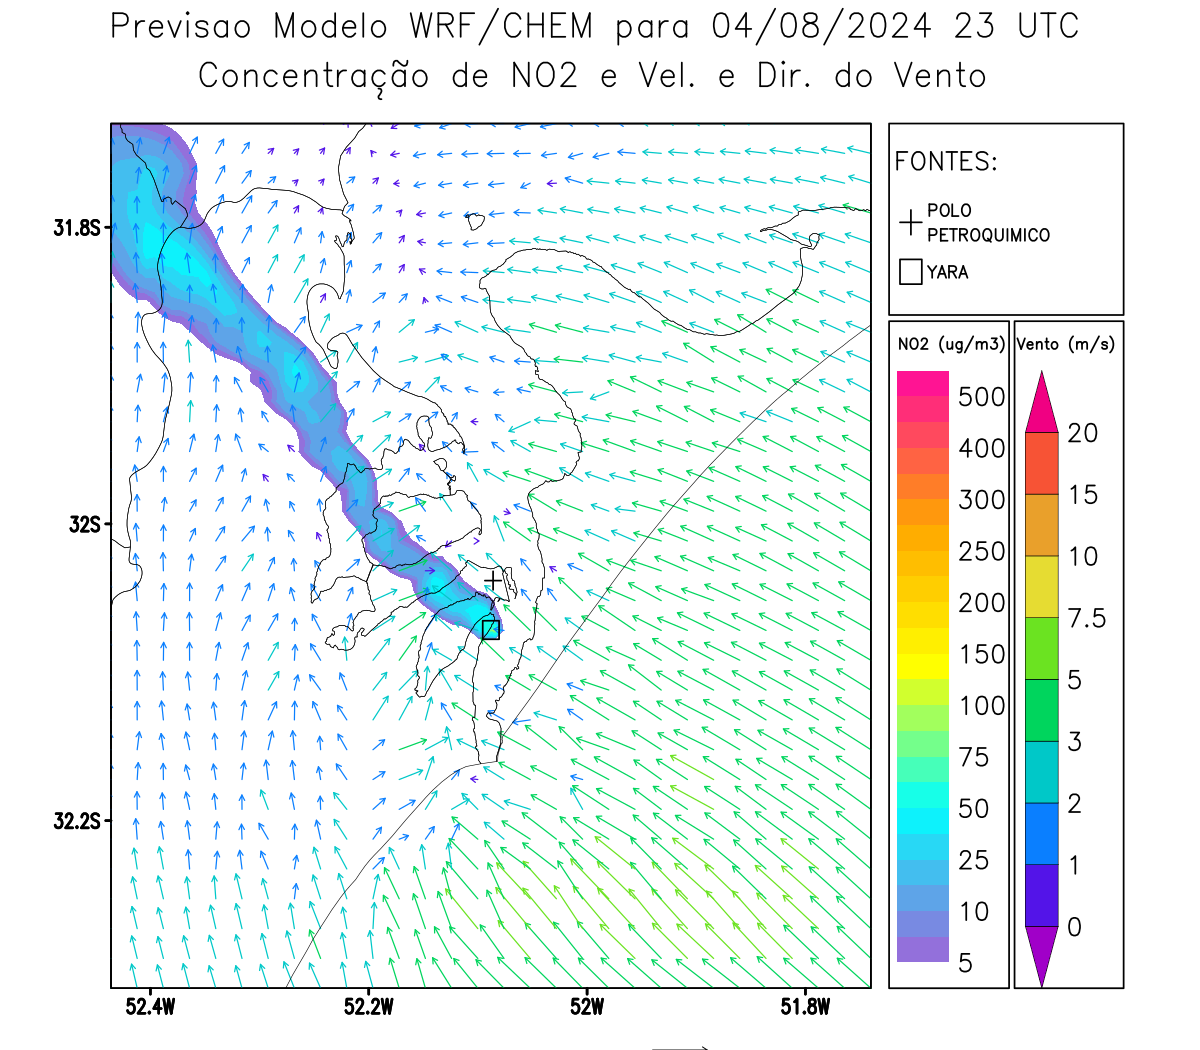 Previsao Modelo WRF/CHEM para 04/08/2024 23 UTC
Concentração de NO2 e Vel. e Dir. do Vento
FONTES:
POLO
PETROQUIMICO
YARA
NO2 (ug/m3)
500
400
300
250
200
150
100
75
50
25
10
5
Vento (m/s)
20
15
10
7.5
5
3
2
1
0
31.8S
32S
32.2S
52.4W
52.2W
52W
51.8W